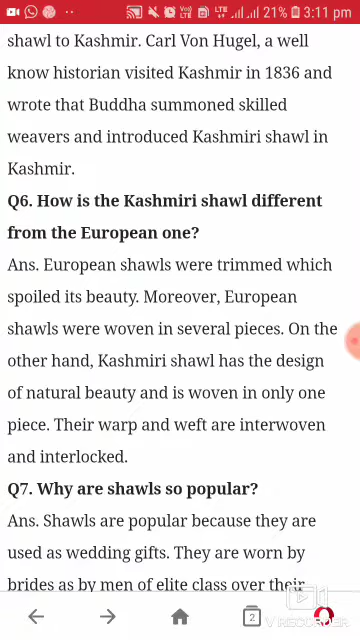 21% 3:11 pm
shawl to Kashmir. Carl Von Hugel, a well
know historian visited Kashmir in 1836 and
wrote that Buddha summoned skilled
weavers and introduced Kashmiri shawl in
Kashmir.
Q6. How is the Kashmiri shawl different
from the European one?
Ans. European shawls were trimmed which
spoiled its beauty. Moreover, European
shawls were woven in several pieces. On the
other hand, Kashmiri shawl has the design
of natural beauty and is woven in only one
piece. Their warp and weft are interwoven
and interlocked.
Q7. Why are shawls so popular?
Ans. Shawls are popular because they are
used as wedding gifts. They are worn by
brides as by men of elite class over their
2
V RECORDER